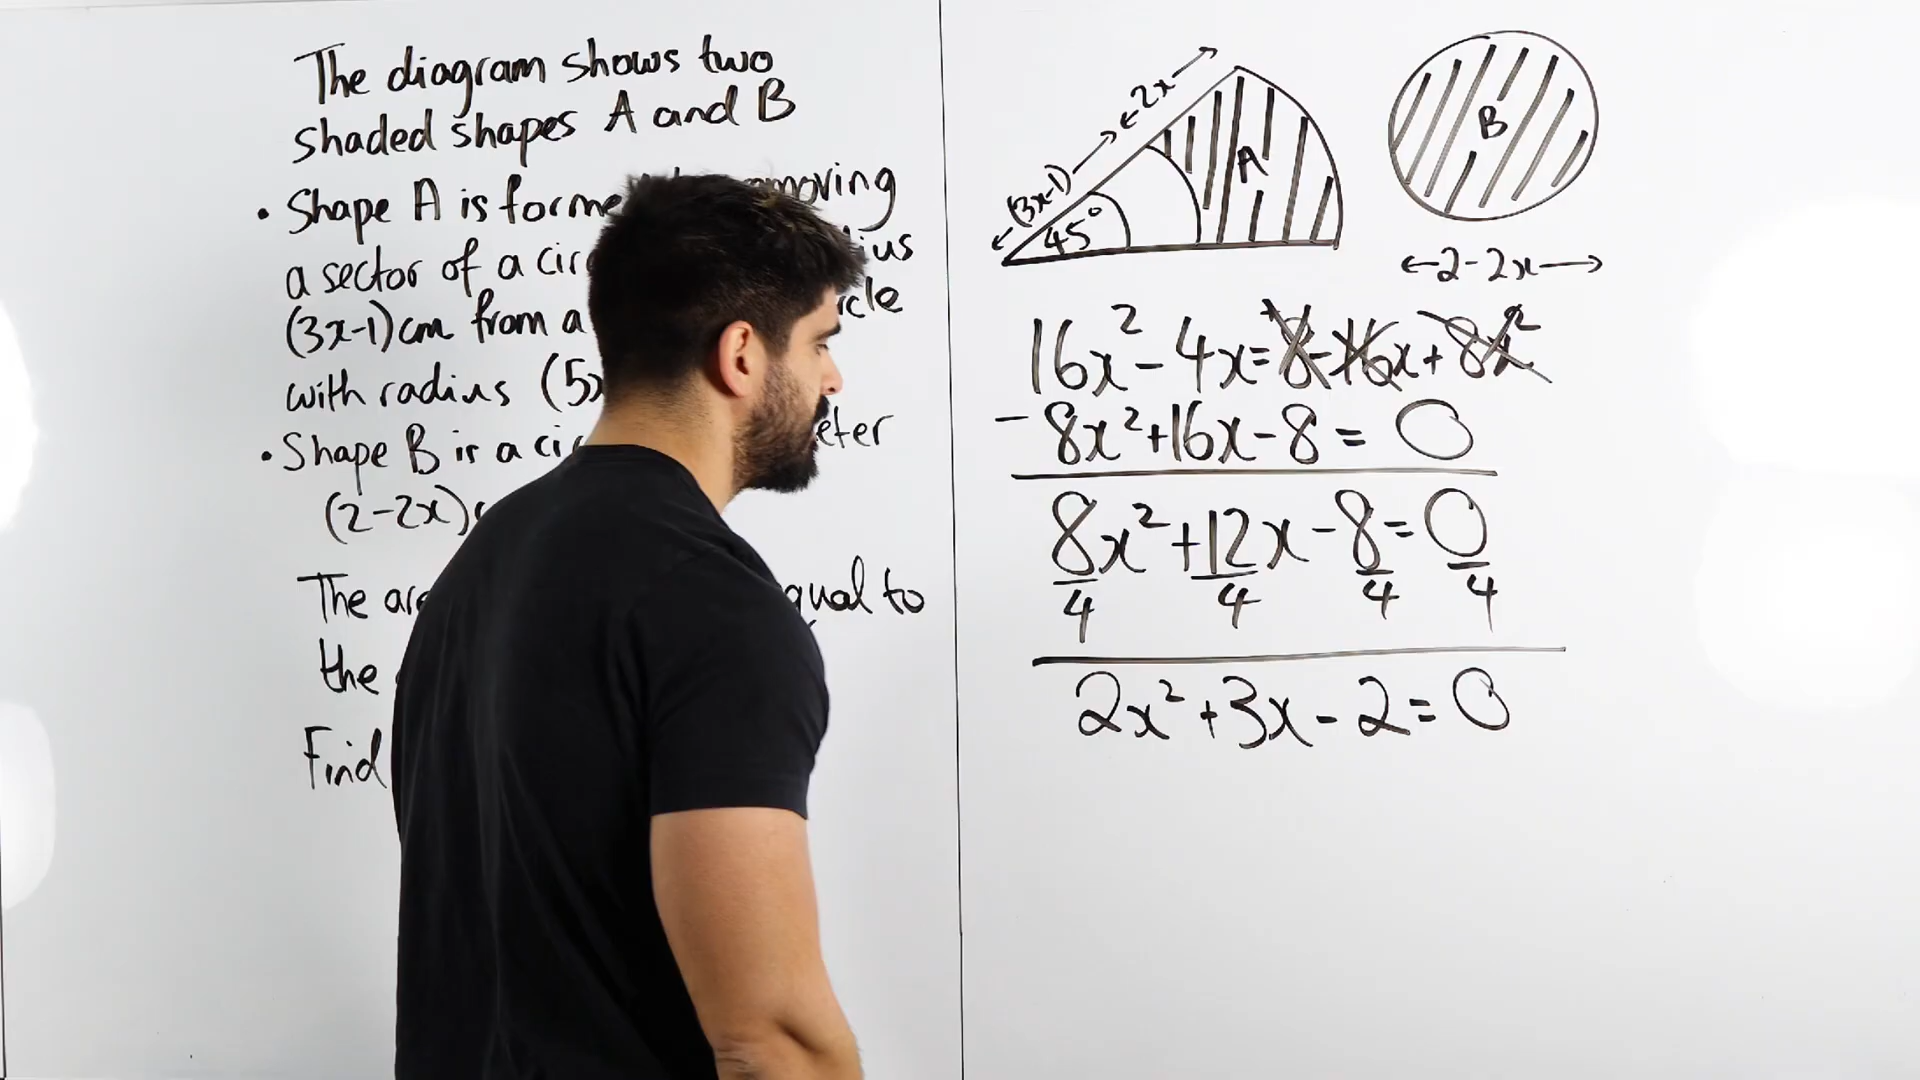 The diagram shows two
shaded shapes A and B
• Shape A is forme moving
a sector of a circ ius
(3x-1)cm from a rcle
with radius (5x
• Shape B is a ci eter
(2-2x)c
The are qual to
the
Find
←(3x-1)→ ←2x→
45°
A
B
←2-2x→
16x²-4x=8-16x+8x²
-8x²+16x-8=0
8x²+12x-8=0
4 4 4 4
2x²+3x-2=0